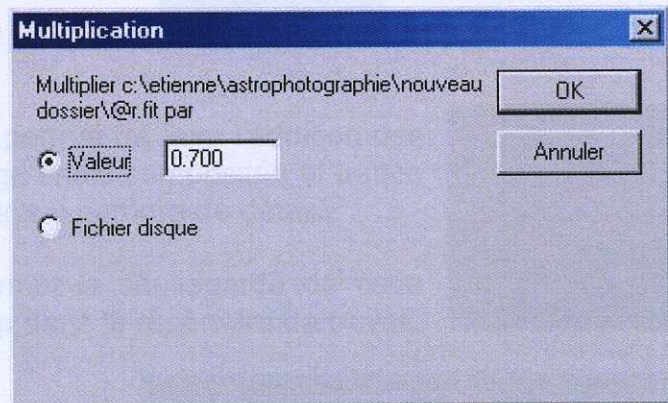 Multiplication
Multiplier c:\etienne\astrophotographie\nouveau
dossier\@r.fit par
OK
Valeur
0.700
Annuler
Fichier disque